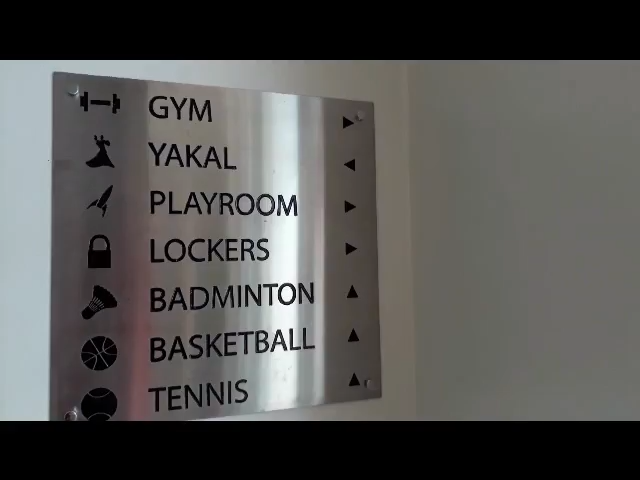 GYM
YAKAL
PLAYROOM
LOCKERS
BADMINTON
BASKETBALL
TENNIS